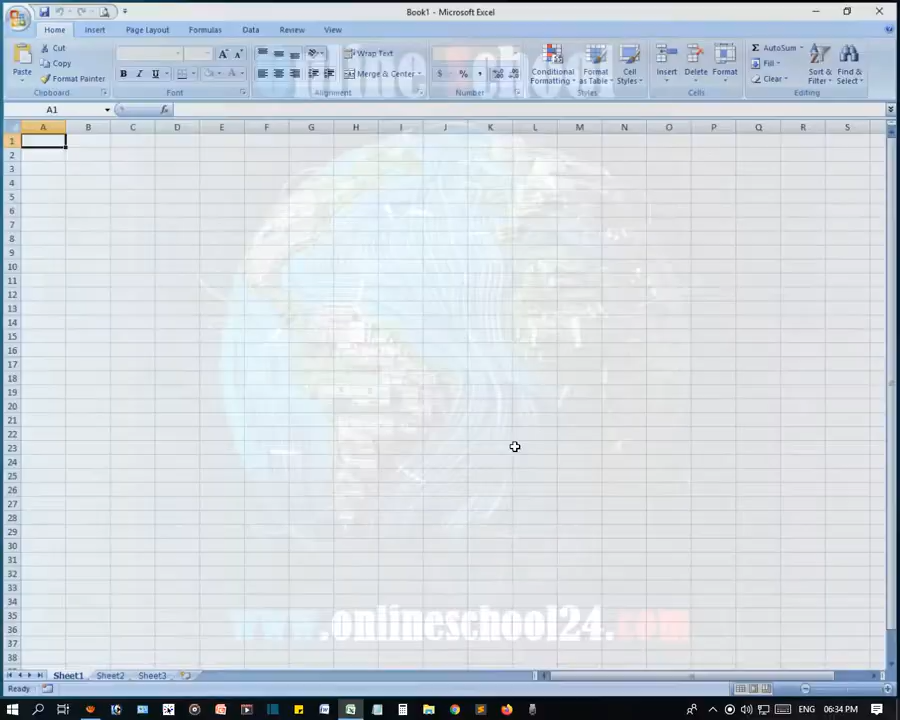 Book1 - Microsoft Excel
Home Insert Page Layout Formulas Data Review View
Paste Cut Copy Format Painter Clipboard
B I U Font
Wrap Text Merge & Center Alignment
$ % , Number
Conditional Formatting Format as Table Cell Styles Styles
Insert Delete Format Cells
Σ AutoSum Fill Clear Sort & Filter Find & Select Editing
A1 fx
A B C D E F G H I J K L M N O P Q R S
1
2
3
4
5
6
7
8
9
10
11
12
13
14
15
16
17
18
19
20
21
22
23
24
25
26
27
28
29
30
31
32
33
34
35
36
37
38
www.onlineschool24.com
Sheet1 Sheet2 Sheet3
Ready
ENG 06:34 PM